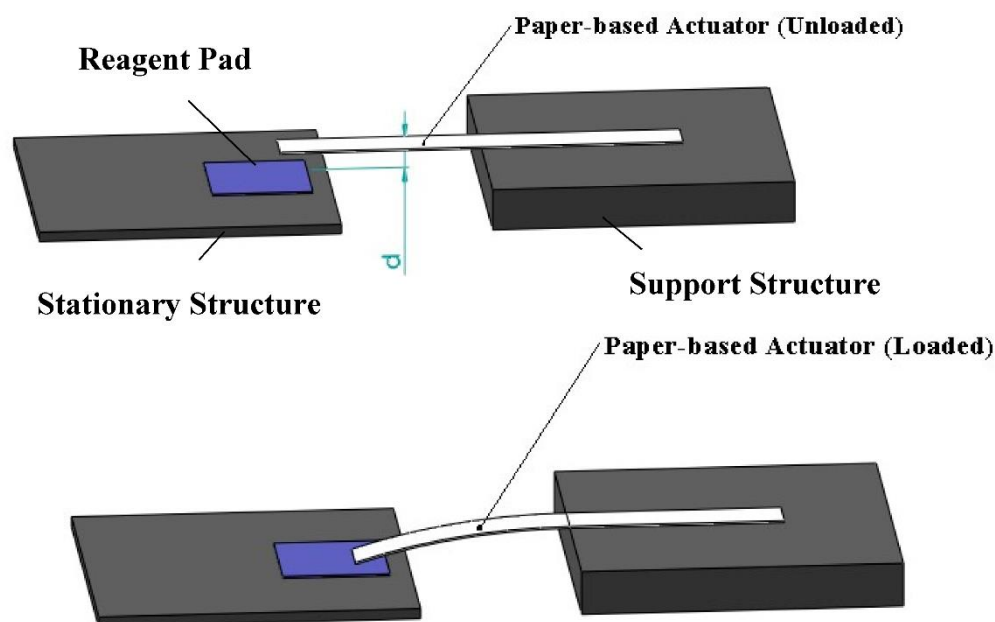 Paper-based Actuator (Unloaded)
Reagent Pad
d
Stationary Structure
Support Structure
Paper-based Actuator (Loaded)